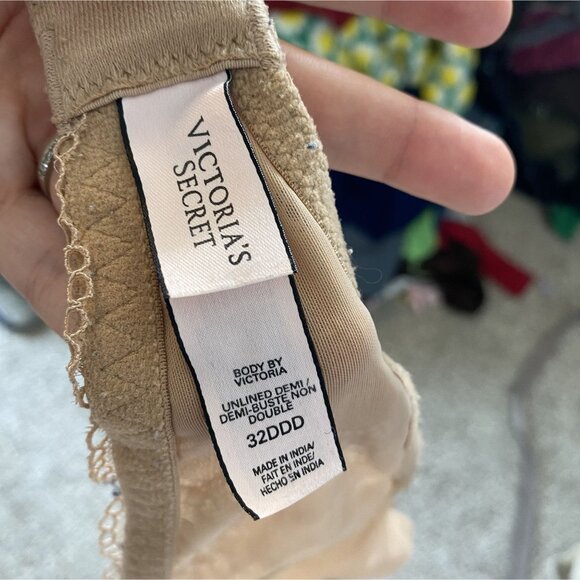 VICTORIA'S
SECRET
BODY BY
VICTORIA
UNLINED DEMI /
DEMI-BUSTE NON
DOUBLÉ
32DDD
MADE IN INDIA/
FAIT EN INDE/
HECHO EN INDIA